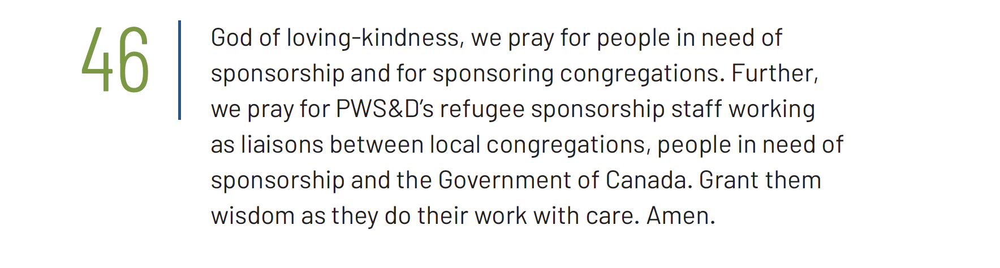 46
God of loving-kindness, we pray for people in need of
sponsorship and for sponsoring congregations. Further,
we pray for PWS&D’s refugee sponsorship staff working
as liaisons between local congregations, people in need of
sponsorship and the Government of Canada. Grant them
wisdom as they do their work with care. Amen.